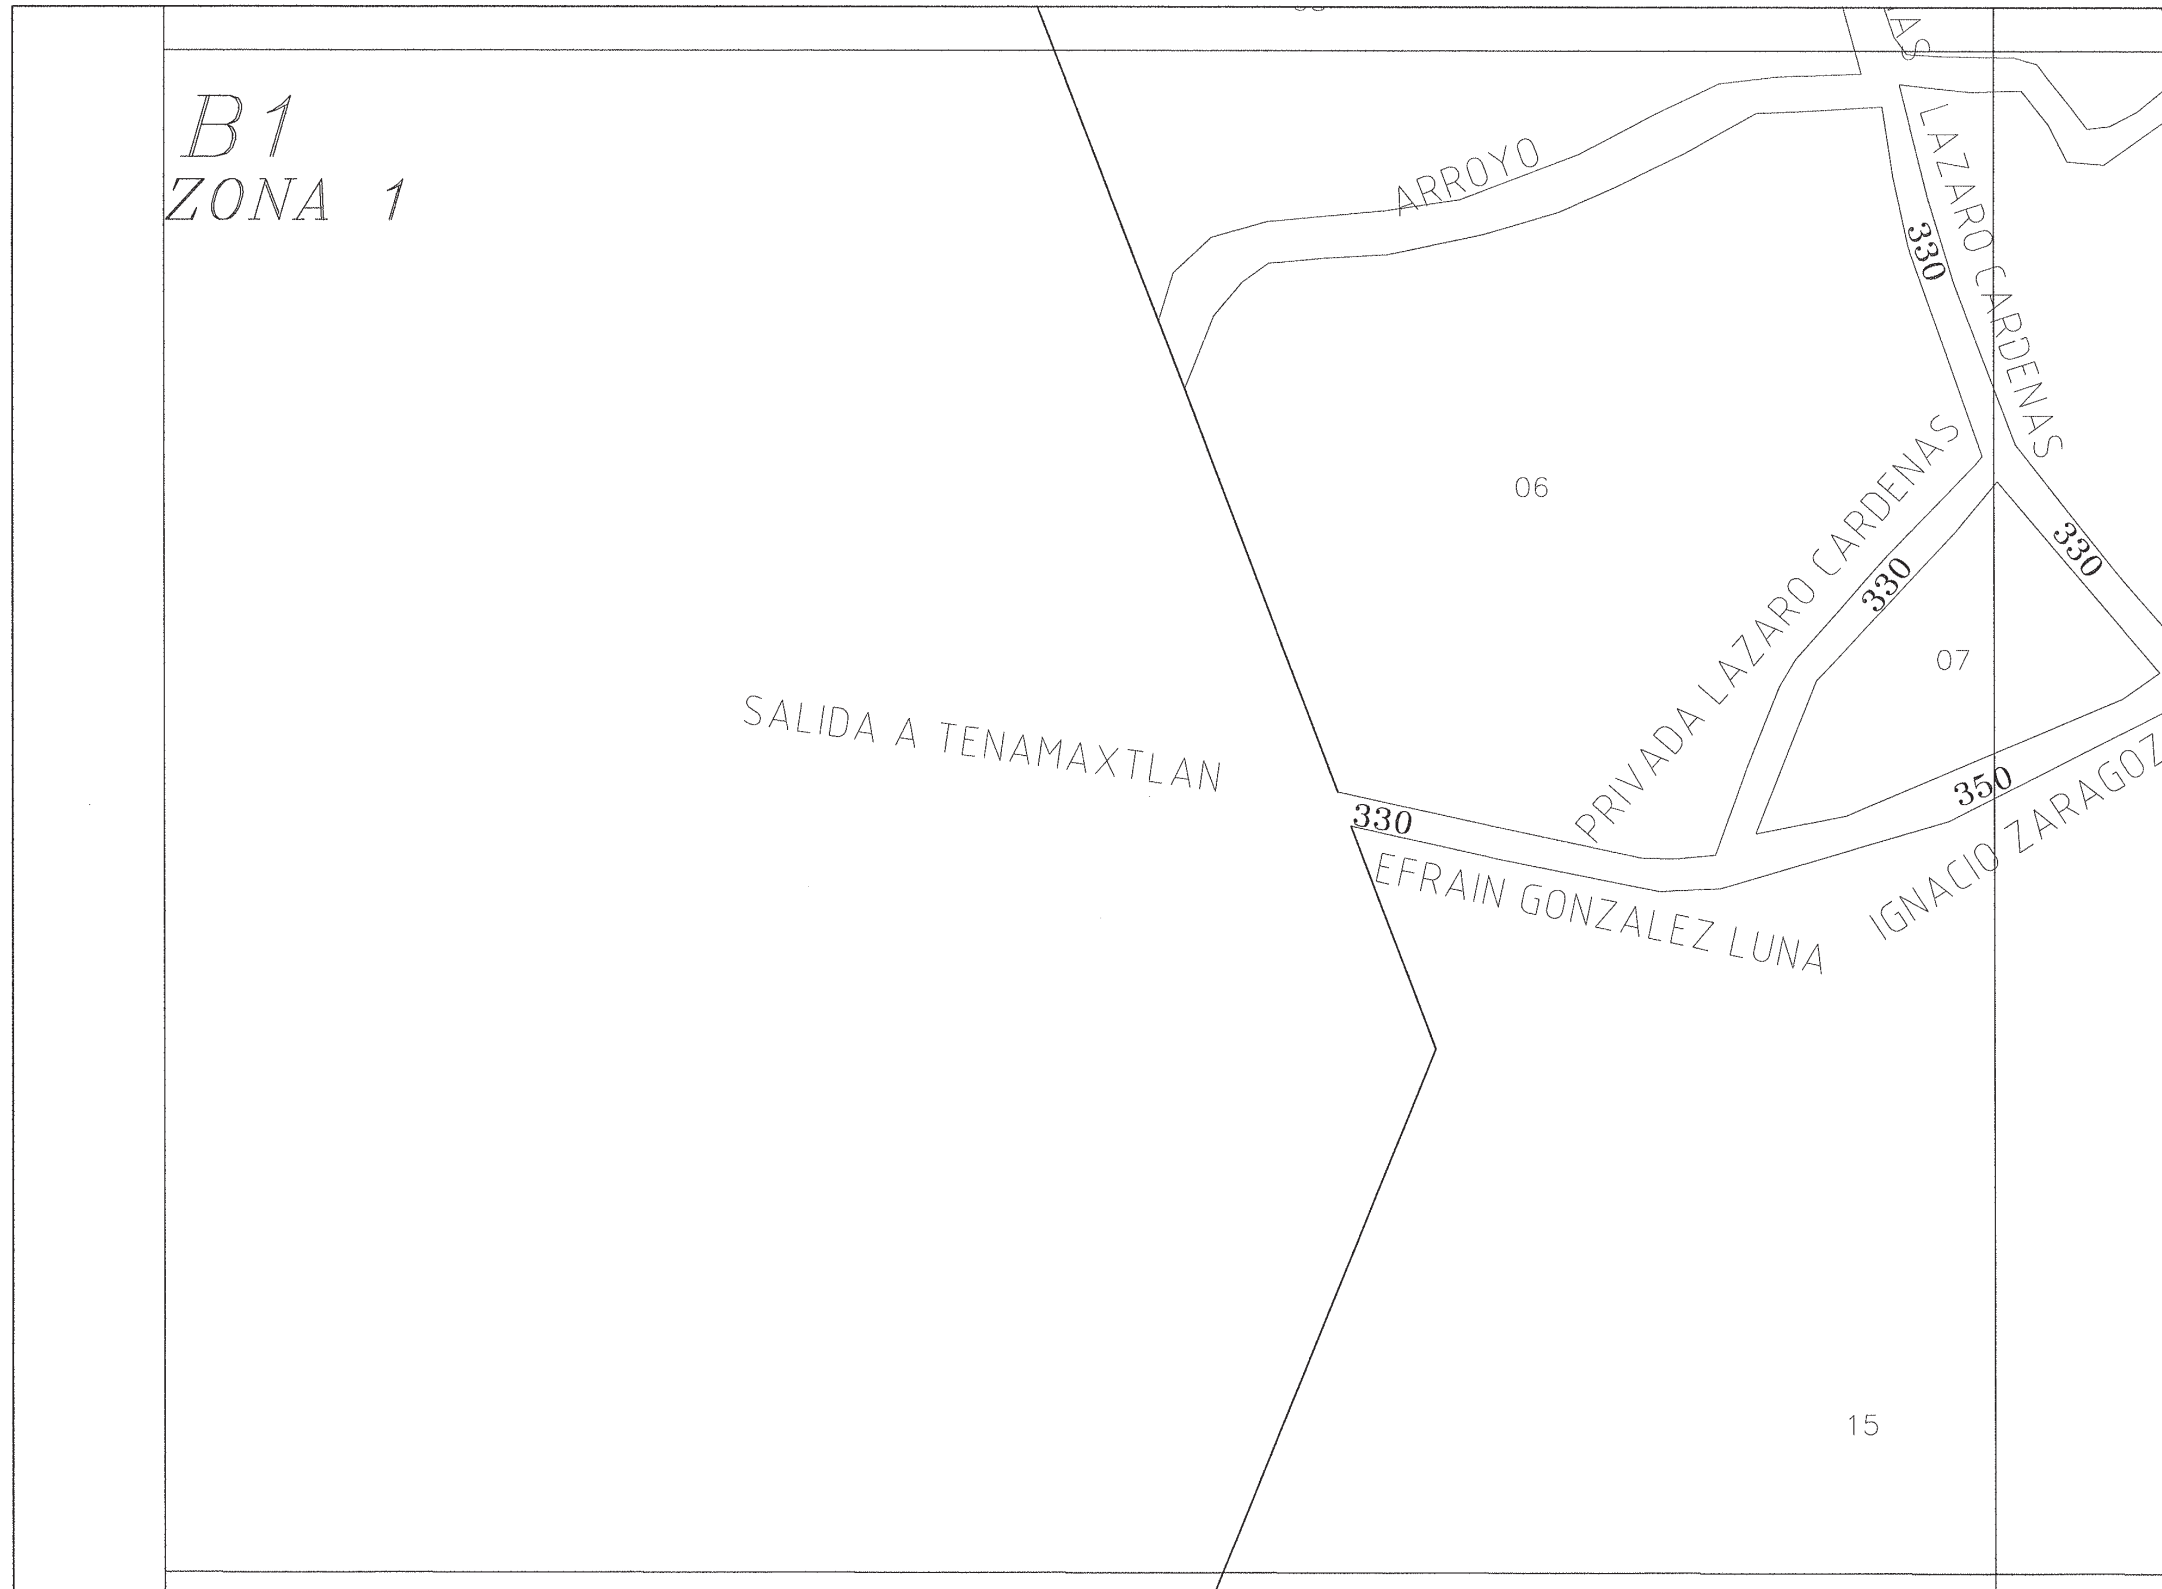 B1
ZONA 1
ARROYO
LAZARO CARDENAS
330
06
PRIVADA LAZARO CARDENAS
330
330
07
SALIDA A TENAMAXTLAN
330
350
EFRAIN GONZALEZ LUNA
IGNACIO ZARAGOZ
15